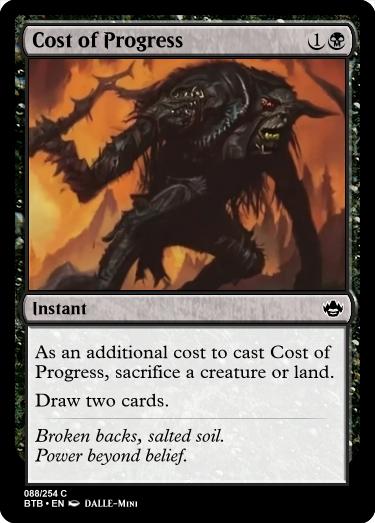 Cost of Progress 1
Instant
As an additional cost to cast Cost of
Progress, sacrifice a creature or land.
Draw two cards.
Broken backs, salted soil.
Power beyond belief.
088/254 C
BTB • EN DALLE-Mini